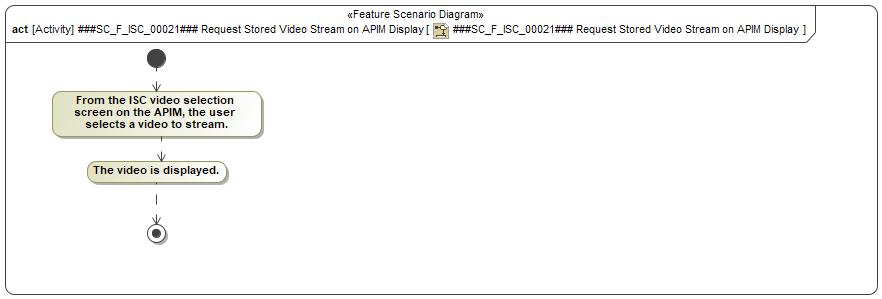 «Feature Scenario Diagram»
act [Activity] ###SC_F_ISC_00021### Request Stored Video Stream on APIM Display [ ###SC_F_ISC_00021### Request Stored Video Stream on APIM Display ]
From the ISC video selection
screen on the APIM, the user
selects a video to stream.
The video is displayed.